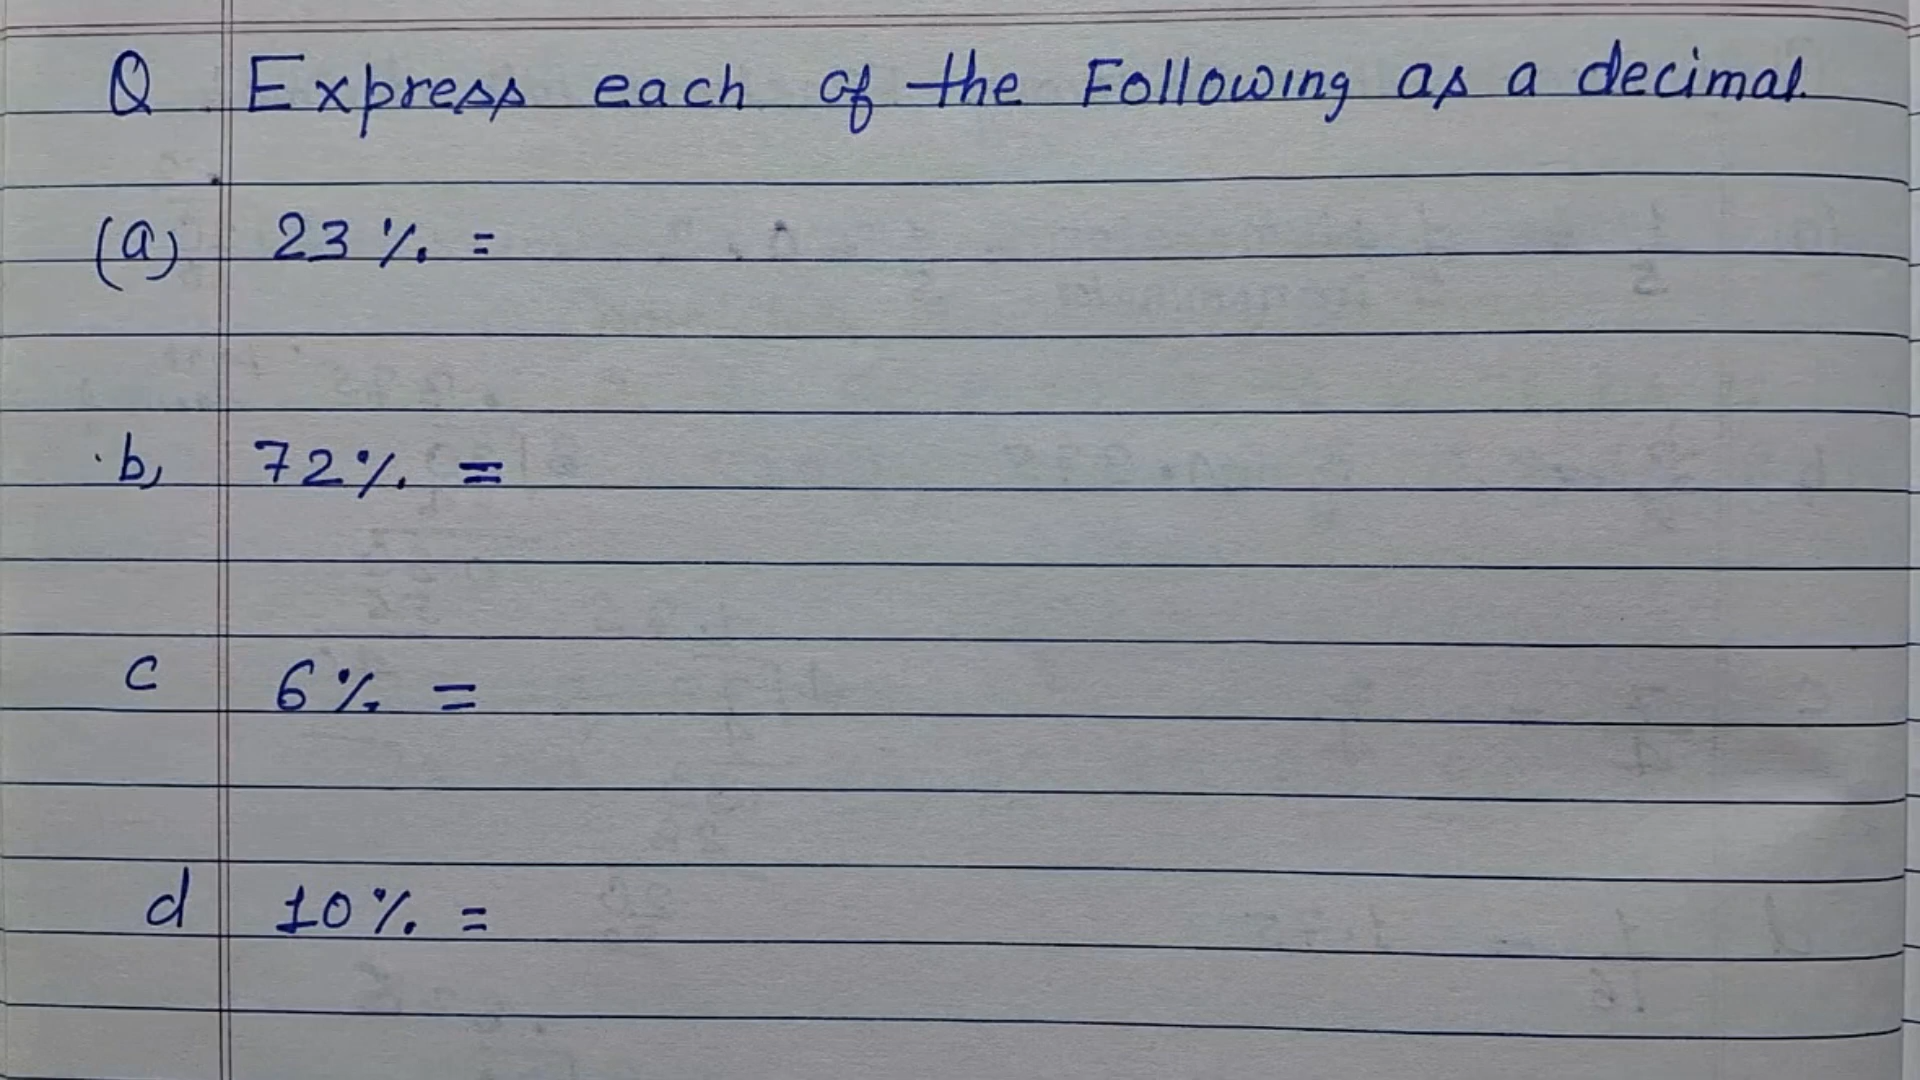 Q Express each of the Following as a decimal.
(a) 23% =
b, 72% =
c 6% =
d 10% =